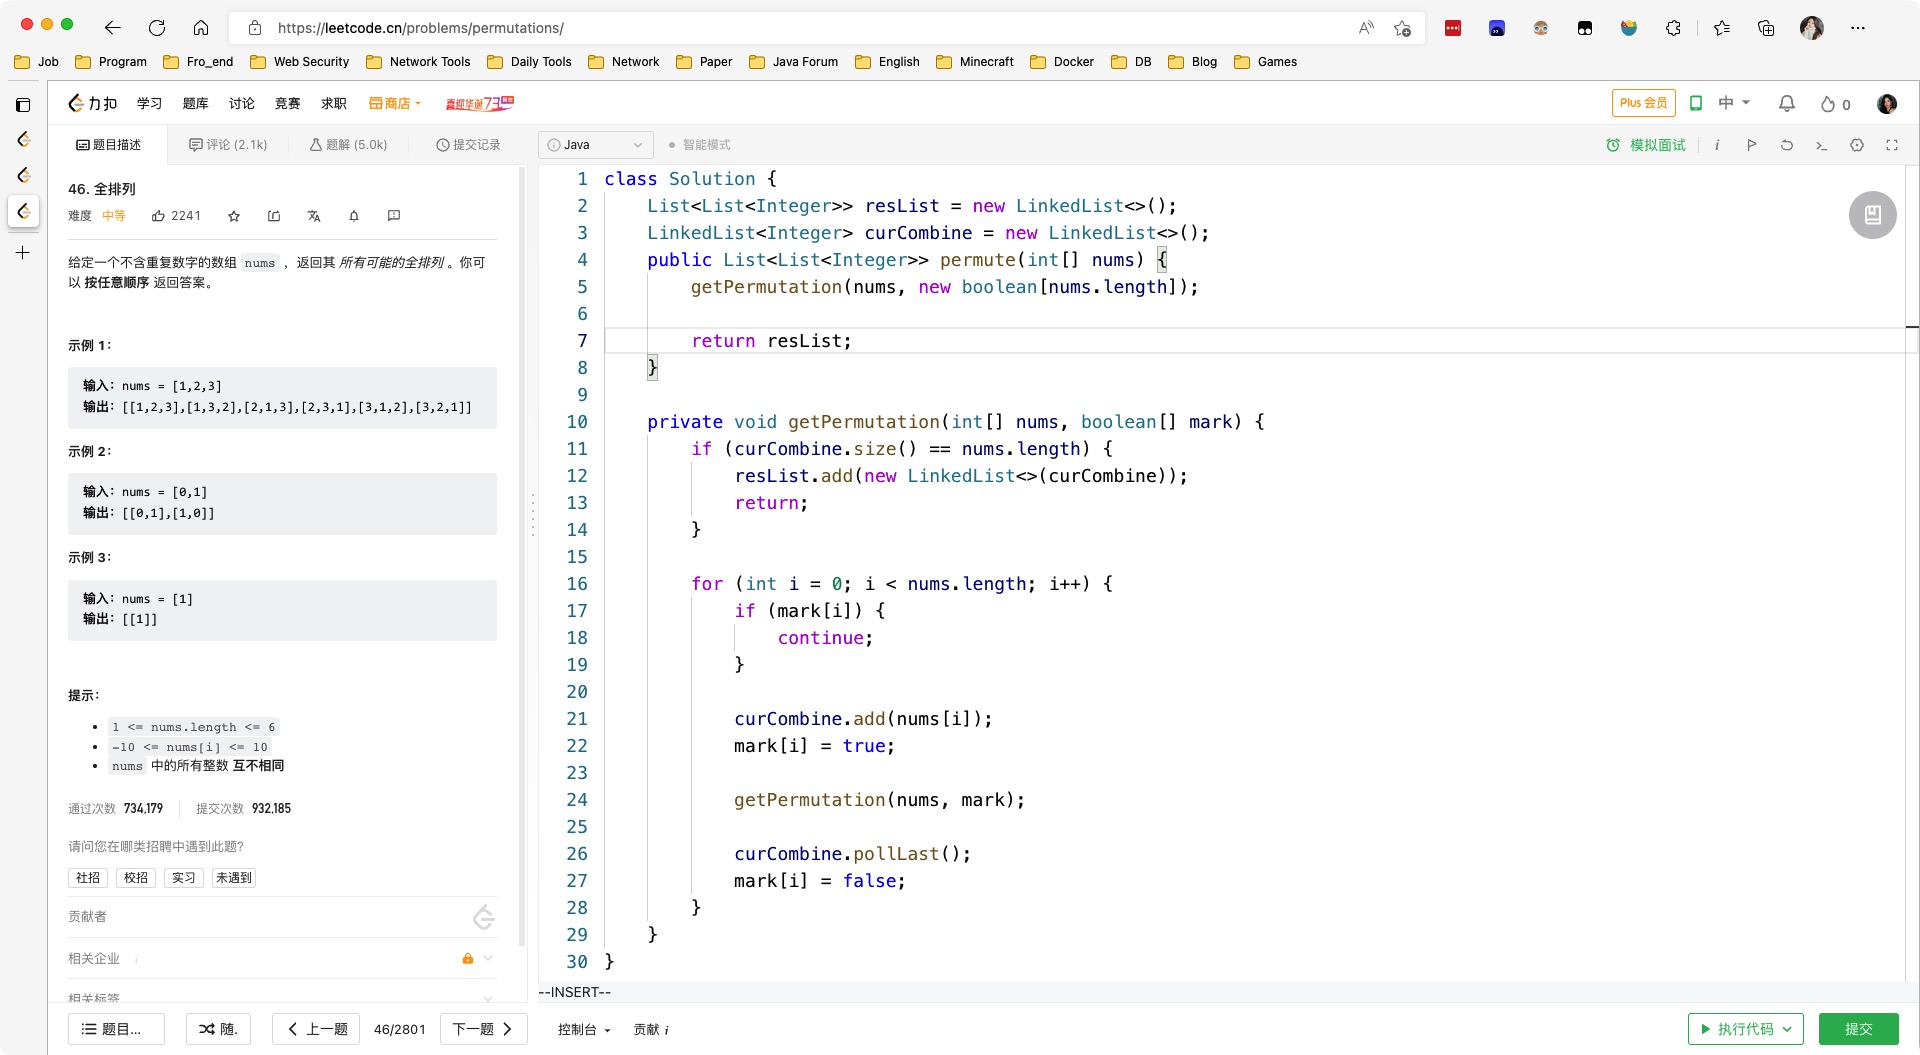 https://leetcode.cn/problems/permutations/
Job Program Fro_end Web Security Network Tools Daily Tools Network Paper Java Forum English Minecraft Docker DB Blog Games
力扣 学习 题库 讨论 竞赛 求职 商店 喜迎华诞73周年 Plus 会员 中 0
题目描述 评论 (2.1k) 题解 (5.0k) 提交记录
Java 智能模式 模拟面试
46. 全排列
难度 中等 2241
给定一个不含重复数字的数组 nums ，返回其 所有可能的全排列 。你可
以 按任意顺序 返回答案。
示例 1：
输入：nums = [1,2,3]
输出：[[1,2,3],[1,3,2],[2,1,3],[2,3,1],[3,1,2],[3,2,1]]
示例 2：
输入：nums = [0,1]
输出：[[0,1],[1,0]]
示例 3：
输入：nums = [1]
输出：[[1]]
提示：
1 <= nums.length <= 6
-10 <= nums[i] <= 10
nums 中的所有整数 互不相同
通过次数 734,179 提交次数 932,185
请问您在哪类招聘中遇到此题?
社招 校招 实习 未遇到
贡献者
相关企业
相关标签
1 class Solution {
2 List<List<Integer>> resList = new LinkedList<>();
3 LinkedList<Integer> curCombine = new LinkedList<>();
4 public List<List<Integer>> permute(int[] nums) {
5 getPermutation(nums, new boolean[nums.length]);
6
7 return resList;
8 }
9
10 private void getPermutation(int[] nums, boolean[] mark) {
11 if (curCombine.size() == nums.length) {
12 resList.add(new LinkedList<>(curCombine));
13 return;
14 }
15
16 for (int i = 0; i < nums.length; i++) {
17 if (mark[i]) {
18 continue;
19 }
20
21 curCombine.add(nums[i]);
22 mark[i] = true;
23
24 getPermutation(nums, mark);
25
26 curCombine.pollLast();
27 mark[i] = false;
28 }
29 }
30 }
--INSERT--
题目... 随. 上一题 46/2801 下一题 控制台 贡献 i 执行代码 提交